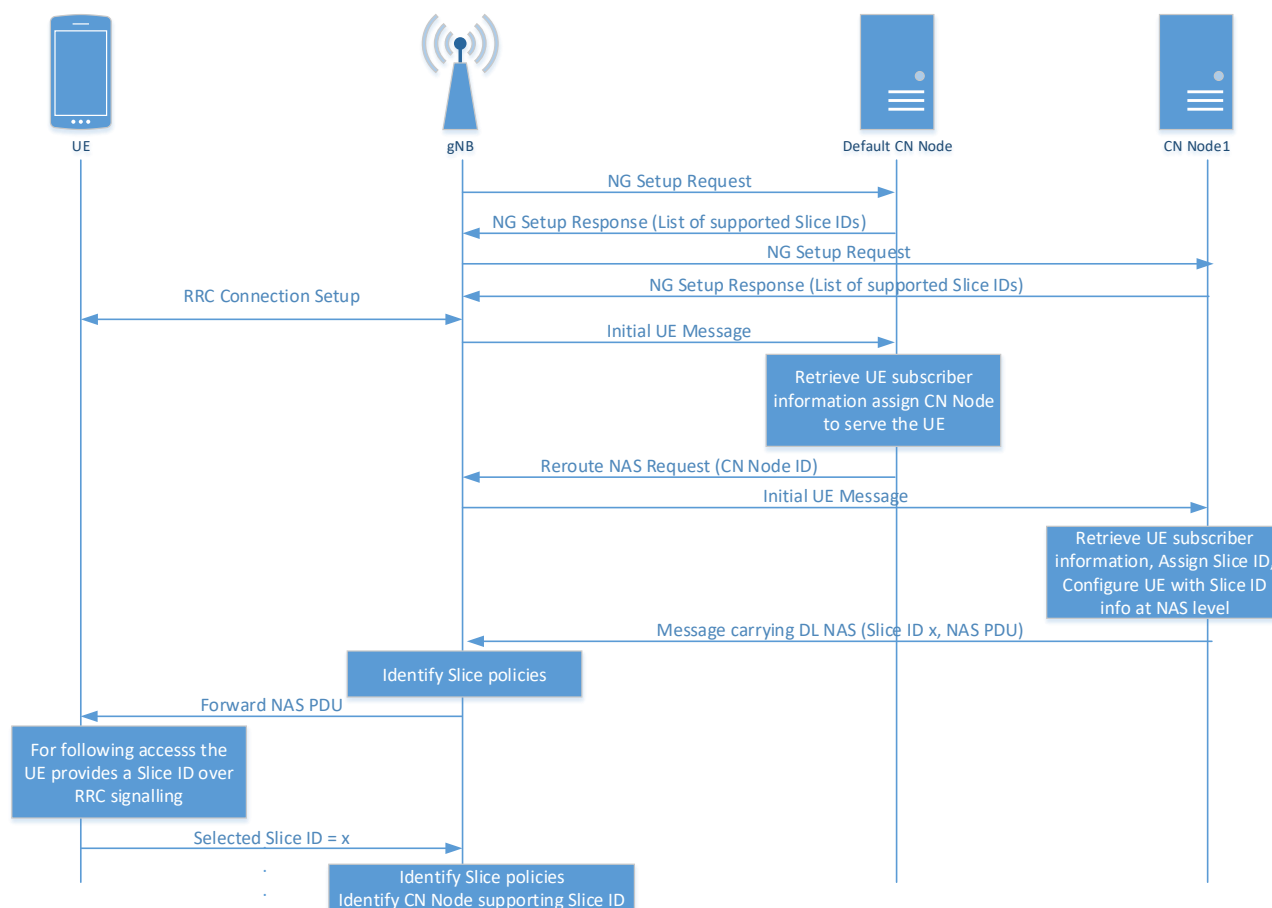 UE
gNB
Default CN Node
CN Node1
NG Setup Request
NG Setup Response (List of supported Slice IDs)
NG Setup Request
NG Setup Response (List of supported Slice IDs)
RRC Connection Setup
Initial UE Message
Retrieve UE subscriber
information assign CN Node
to serve the UE
Reroute NAS Request (CN Node ID)
Initial UE Message
Retrieve UE subscriber
information, Assign Slice ID,
Configure UE with Slice ID
info at NAS level
Message carrying DL NAS (Slice ID x, NAS PDU)
Identify Slice policies
Forward NAS PDU
For following accesss the
UE provides a Slice ID over
RRC signalling
Selected Slice ID = x
Identify Slice policies
Identify CN Node supporting Slice ID